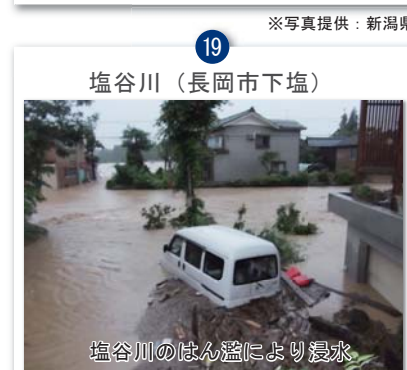 ※写真提供：新潟県
19
塩谷川（長岡市下塩）
塩谷川のはん濫により浸水